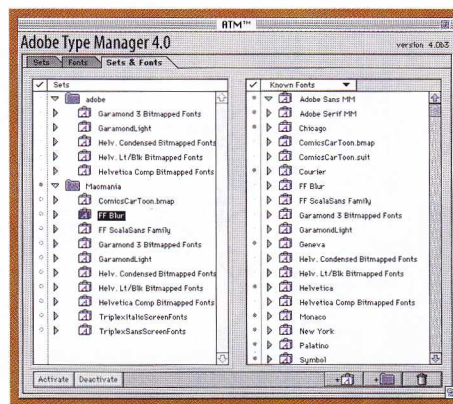 ATM™
Adobe Type Manager 4.0
version 4.0b3
Sets Fonts Sets & Fonts
Sets
adobe
Garamond 3 Bitmapped Fonts
GaramondLight
Helv. Condensed Bitmapped Fonts
Helv. Lt/Blk Bitmapped Fonts
Helvetica Comp Bitmapped Fonts
Macmania
ComicsCarToon.bmap
FF Blur
FF ScalaSans Family
Garamond 3 Bitmapped Fonts
GaramondLight
Helv. Condensed Bitmapped Fonts
Helv. Lt/Blk Bitmapped Fonts
Helvetica Comp Bitmapped Fonts
TriplexItalicScreenFonts
TriplexSansScreenFonts
Activate Deactivate
Known Fonts
Adobe Sans MM
Adobe Serif MM
Chicago
ComicsCarToon.bmap
ComicsCarToon.suit
Courier
FF Blur
FF ScalaSans Family
Garamond 3 Bitmapped Fonts
GaramondLight
Geneva
Helv. Condensed Bitmapped Fonts
Helv. Lt/Blk Bitmapped Fonts
Helvetica
Helvetica Comp Bitmapped Fonts
Monaco
New York
Palatino
Symbol